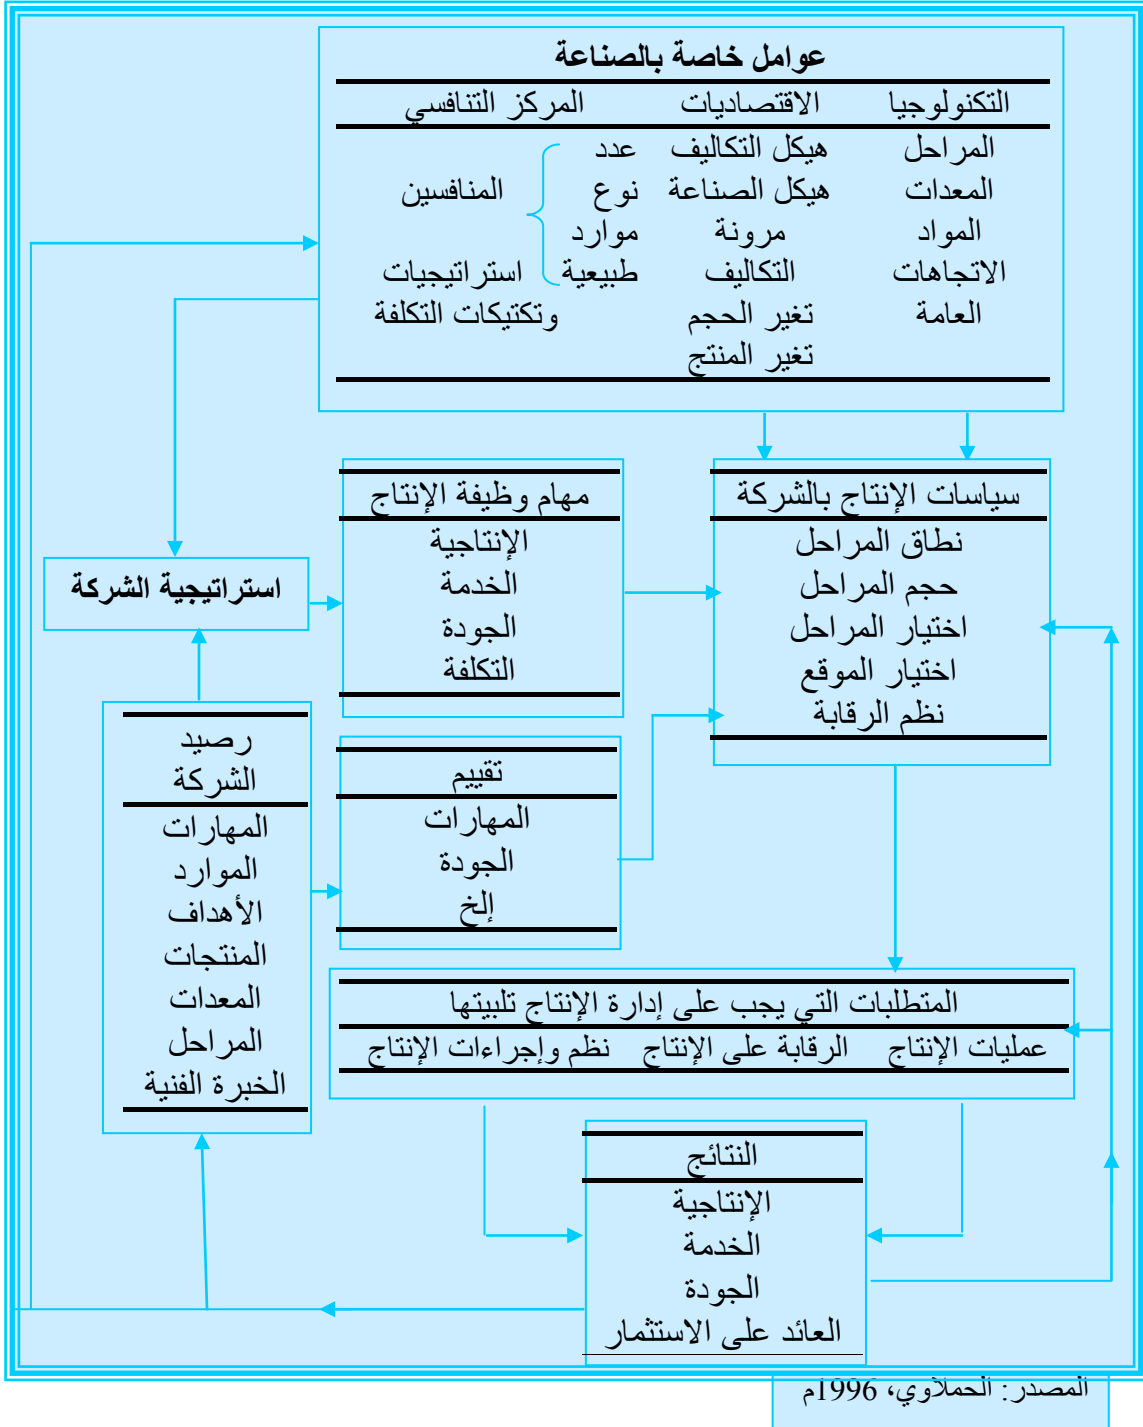 عوامل خاصة بالصناعة
التكنولوجيا الاقتصاديات المركز التنافسي
المراحل هيكل التكاليف عدد
المعدات هيكل الصناعة نوع المنافسين
المواد مرونة موارد
الاتجاهات التكاليف طبيعية استراتيجيات
العامة تغير الحجم وتكتيكات التكلفة
تغير المنتج
سياسات الإنتاج بالشركة
نطاق المراحل
حجم المراحل
اختيار المراحل
اختيار الموقع
نظم الرقابة
مهام وظيفة الإنتاج
الإنتاجية
الخدمة
الجودة
التكلفة
استراتيجية الشركة
تقييم
المهارات
الجودة
إلخ
رصيد
الشركة
المهارات
الموارد
الأهداف
المنتجات
المعدات
المراحل
الخبرة الفنية
المتطلبات التي يجب على إدارة الإنتاج تلبيتها
عمليات الإنتاج الرقابة على الإنتاج نظم وإجراءات الإنتاج
النتائج
الإنتاجية
الخدمة
الجودة
العائد على الاستثمار
المصدر: الحملاوي، 1996م